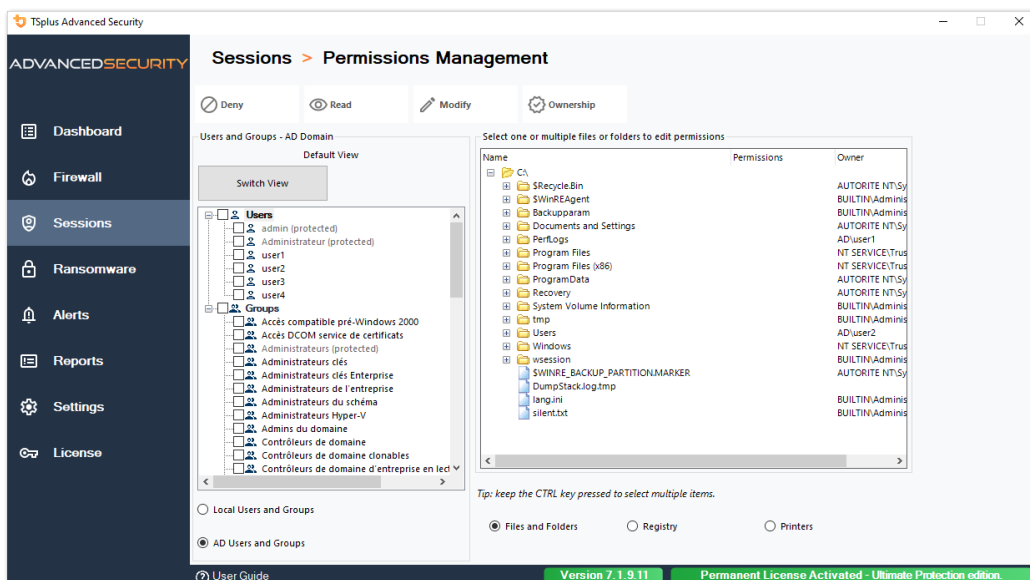 TSplus Advanced Security
ADVANCEDSECURITY
Sessions > Permissions Management
Deny
Read
Modify
Ownership
Dashboard
Firewall
Sessions
Ransomware
Alerts
Reports
Settings
License
Users and Groups - AD Domain
Default View
Switch View
Users
admin (protected)
Administrateur (protected)
user1
user2
user3
user4
Groups
Accès compatible pré-Windows 2000
Accès DCOM service de certificats
Administrateurs (protected)
Administrateurs clés
Administrateurs clés Enterprise
Administrateurs de l'entreprise
Administrateurs du schéma
Administrateurs Hyper-V
Admins du domaine
Contrôleurs de domaine
Contrôleurs de domaine clonables
Contrôleurs de domaine d'entreprise en lect
Local Users and Groups
AD Users and Groups
Select one or multiple files or folders to edit permissions
Name Permissions Owner
C:\
$Recycle.Bin AUTORITE NT\Sy
$WinREAgent BUILTIN\Adminis
Backupparam BUILTIN\Adminis
Documents and Settings AUTORITE NT\Sy
PerfLogs AD\user1
Program Files NT SERVICE\Trus
Program Files (x86) NT SERVICE\Trus
ProgramData AUTORITE NT\Sy
Recovery AUTORITE NT\Sy
System Volume Information BUILTIN\Adminis
tmp BUILTIN\Adminis
Users AD\user2
Windows NT SERVICE\Trus
wsession BUILTIN\Adminis
$WINRE_BACKUP_PARTITION.MARKER AUTORITE NT\Sy
DumpStack.log.tmp
lang.ini BUILTIN\Adminis
silent.txt BUILTIN\Adminis
Tip: keep the CTRL key pressed to select multiple items.
Files and Folders
Registry
Printers
User Guide
Version 7.1.9.11
Permanent License Activated - Ultimate Protection edition.